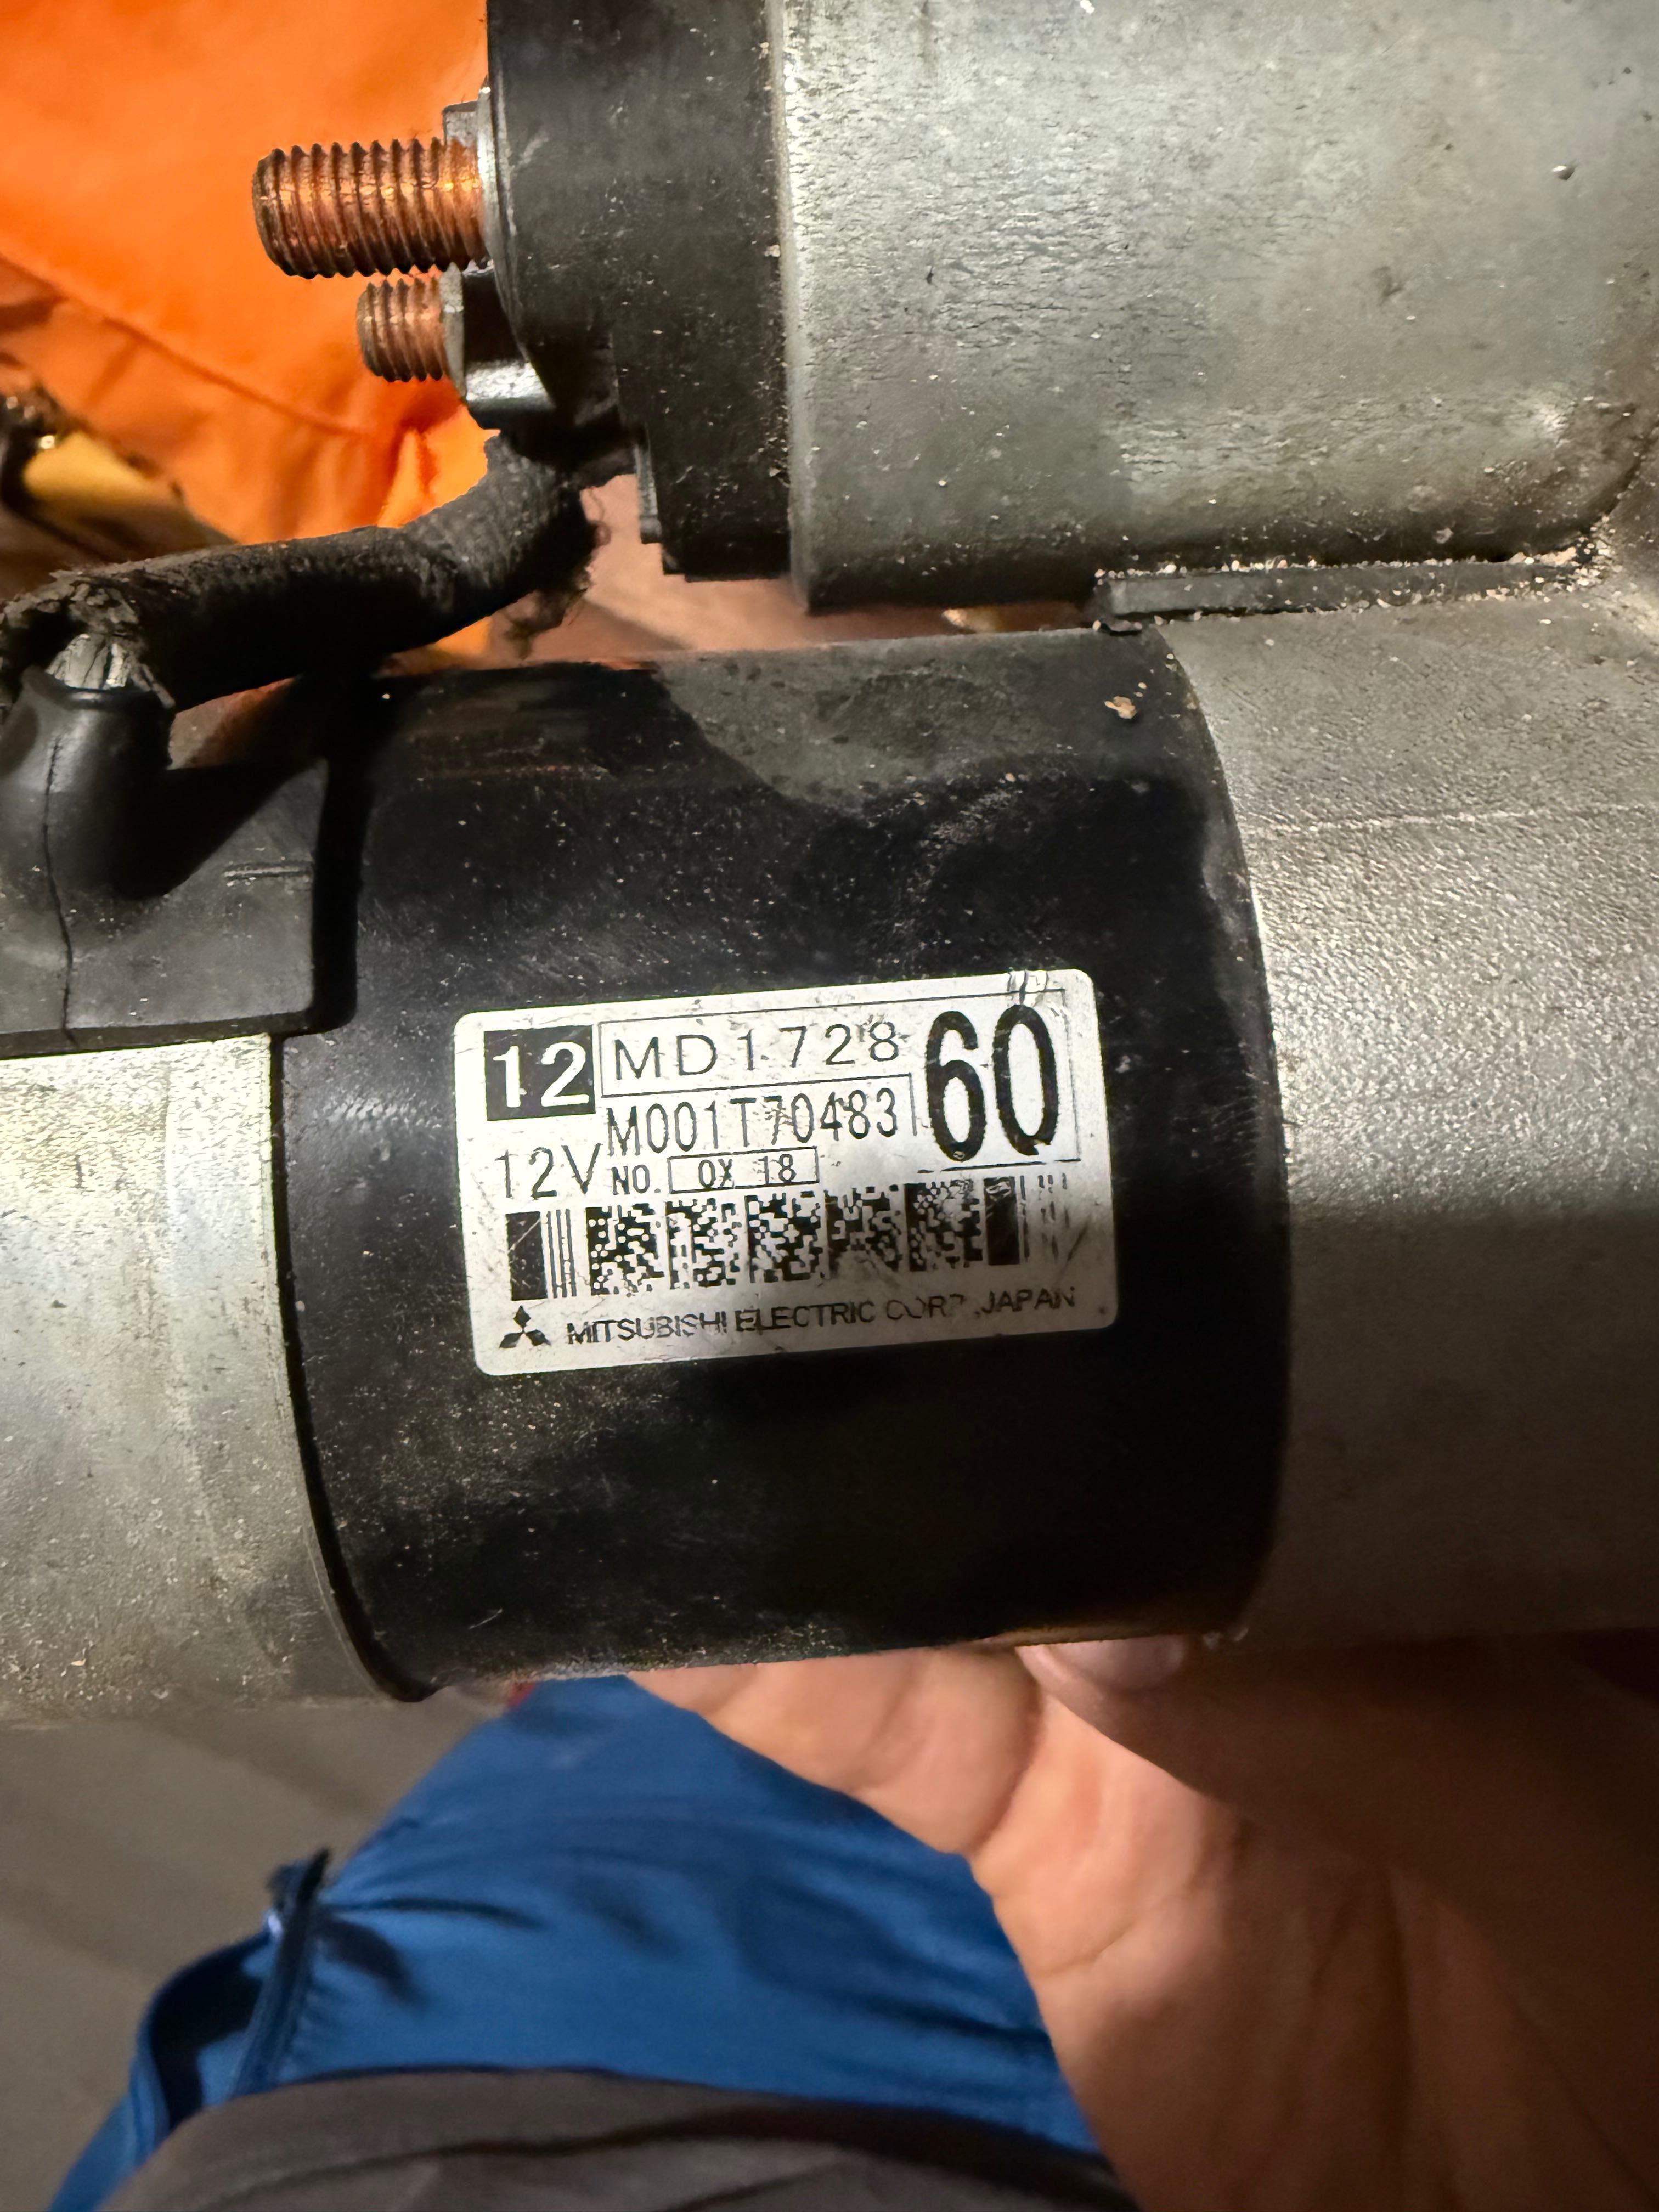 12 MD1728 60
M001T70483
12V NO. 0X 18
MITSUBISHI ELECTRIC CORP. JAPAN